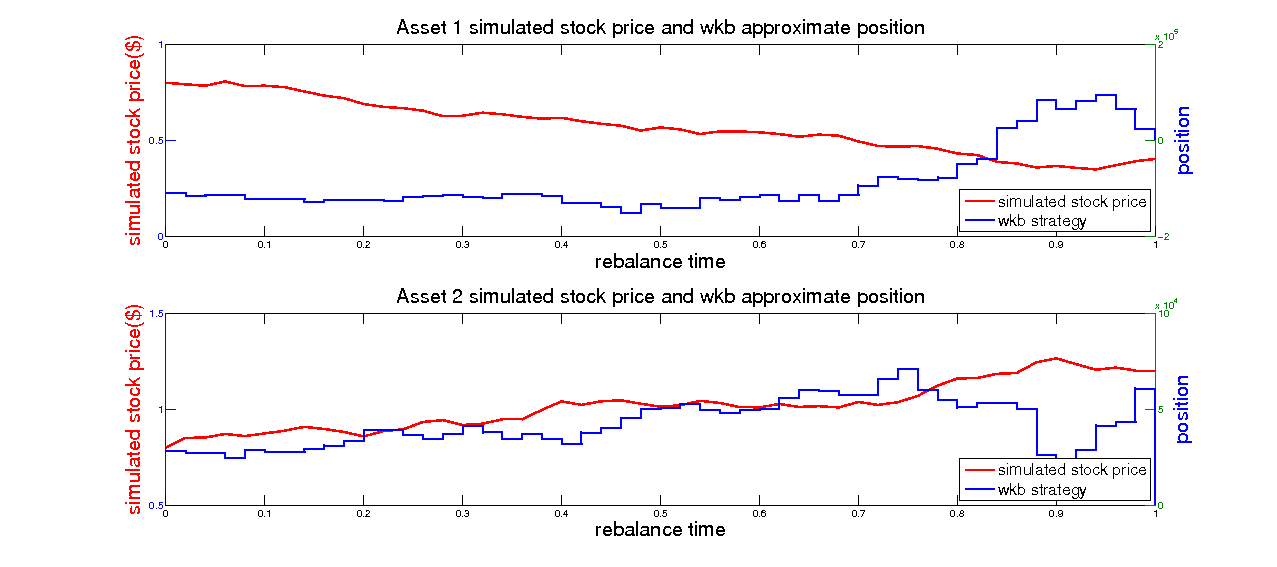 Asset 1 simulated stock price and wkb approximate position
x 10^5
1
2
simulated stock price($)
0.5
0
position
simulated stock price
wkb strategy
0
-2
0 0.1 0.2 0.3 0.4 0.5 0.6 0.7 0.8 0.9 1
rebalance time
Asset 2 simulated stock price and wkb approximate position
x 10^4
1.5
10
simulated stock price($)
1
5
position
simulated stock price
wkb strategy
0.5
0
0 0.1 0.2 0.3 0.4 0.5 0.6 0.7 0.8 0.9 1
rebalance time